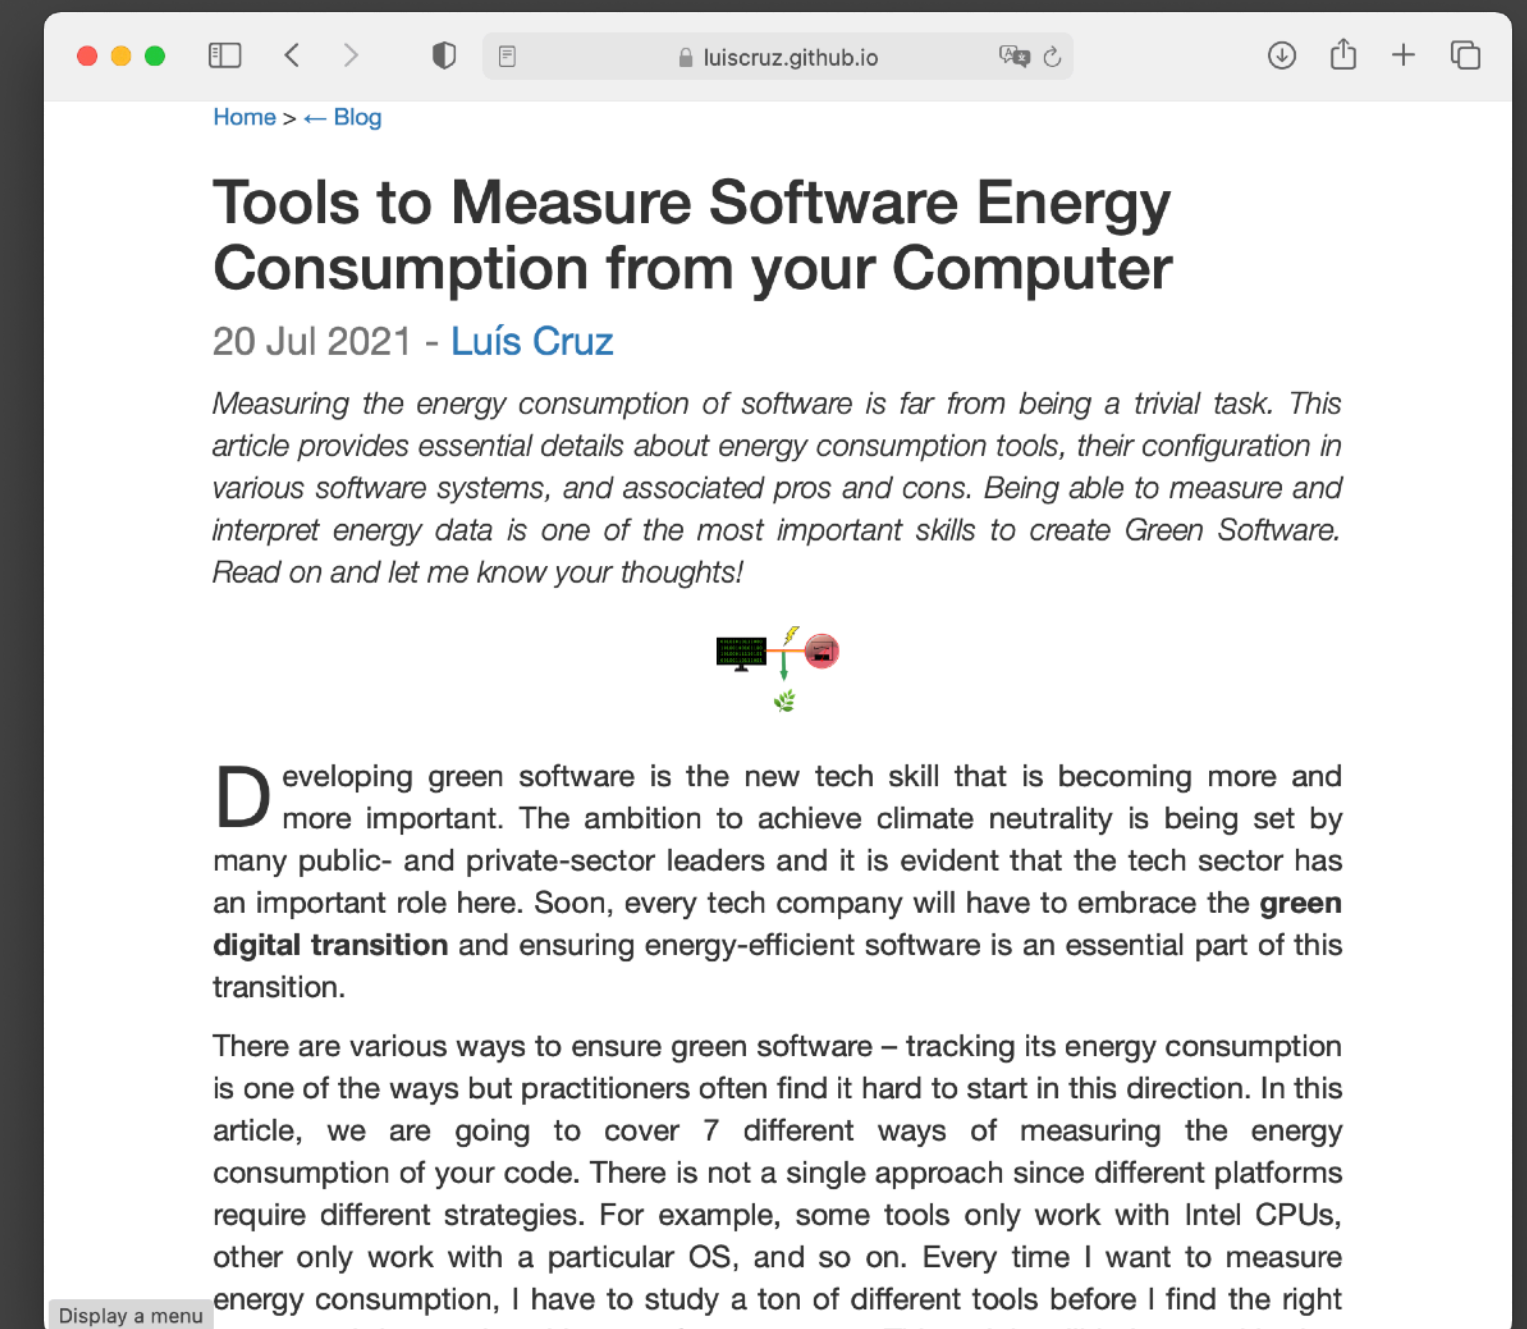 luiscruz.github.io
Home > ← Blog
Tools to Measure Software Energy
Consumption from your Computer
20 Jul 2021 - Luís Cruz
Measuring the energy consumption of software is far from being a trivial task. This
article provides essential details about energy consumption tools, their configuration in
various software systems, and associated pros and cons. Being able to measure and
interpret energy data is one of the most important skills to create Green Software.
Read on and let me know your thoughts!
Developing green software is the new tech skill that is becoming more and
more important. The ambition to achieve climate neutrality is being set by
many public- and private-sector leaders and it is evident that the tech sector has
an important role here. Soon, every tech company will have to embrace the green
digital transition and ensuring energy-efficient software is an essential part of this
transition.
There are various ways to ensure green software – tracking its energy consumption
is one of the ways but practitioners often find it hard to start in this direction. In this
article, we are going to cover 7 different ways of measuring the energy
consumption of your code. There is not a single approach since different platforms
require different strategies. For example, some tools only work with Intel CPUs,
other only work with a particular OS, and so on. Every time I want to measure
energy consumption, I have to study a ton of different tools before I find the right
Display a menu